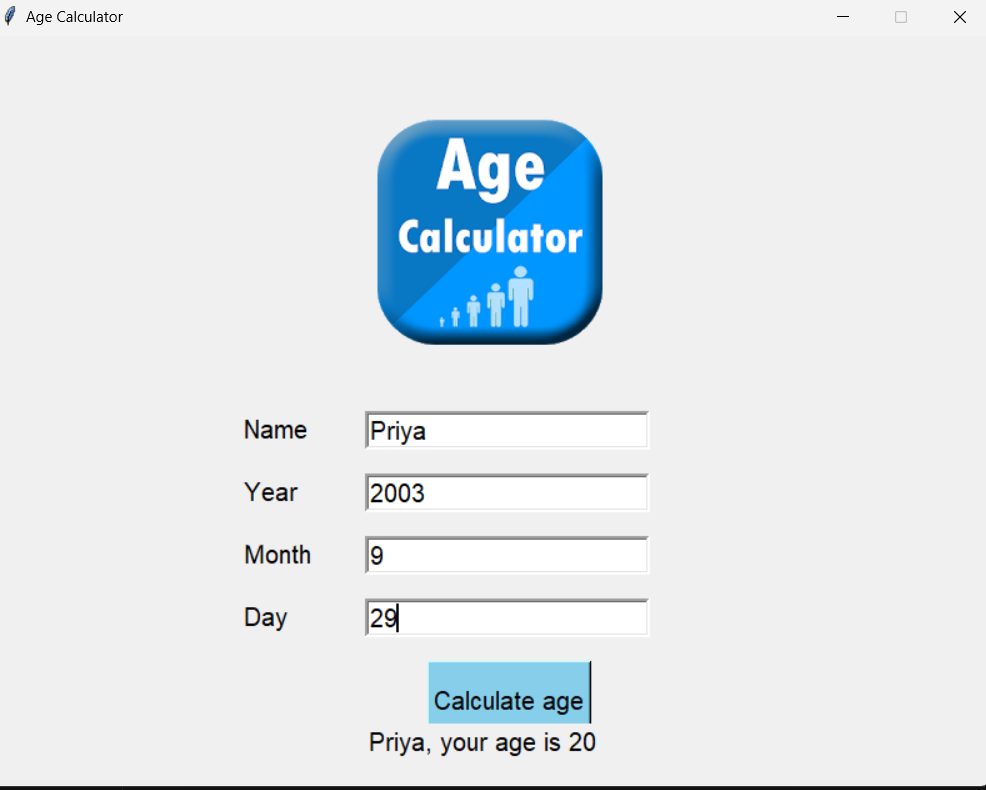 Age Calculator
Age
Calculator
Name Priya
Year 2003
Month 9
Day 29
Calculate age
Priya, your age is 20